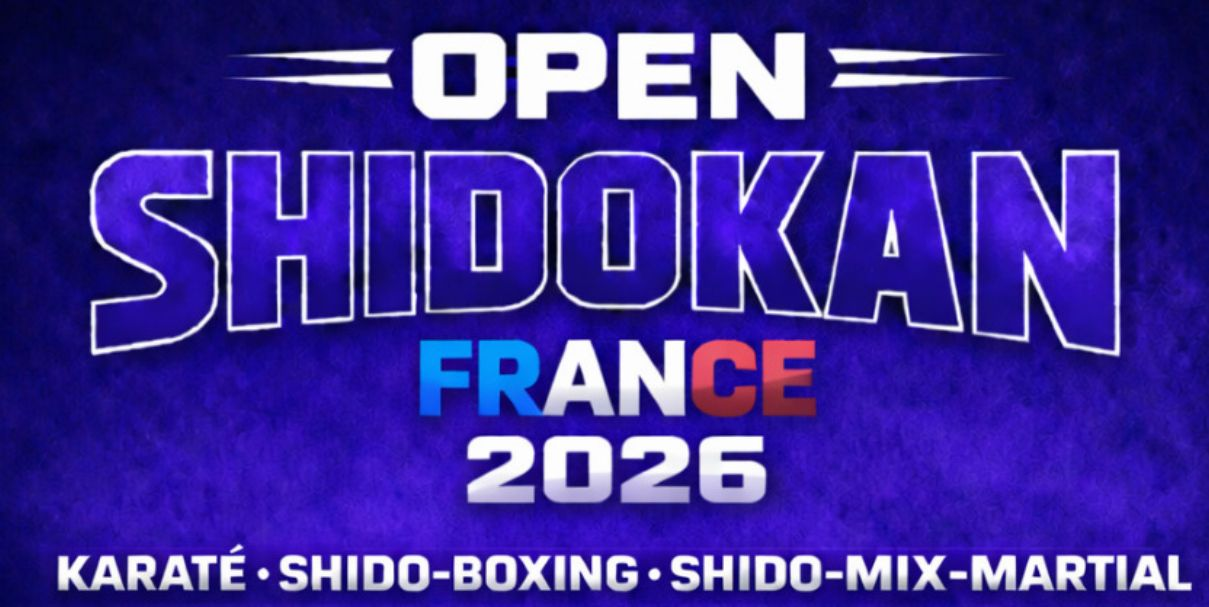 OPEN
SHIDOKAN
FRANCE
2026
KARATÉ · SHIDO-BOXING · SHIDO-MIX-MARTIAL